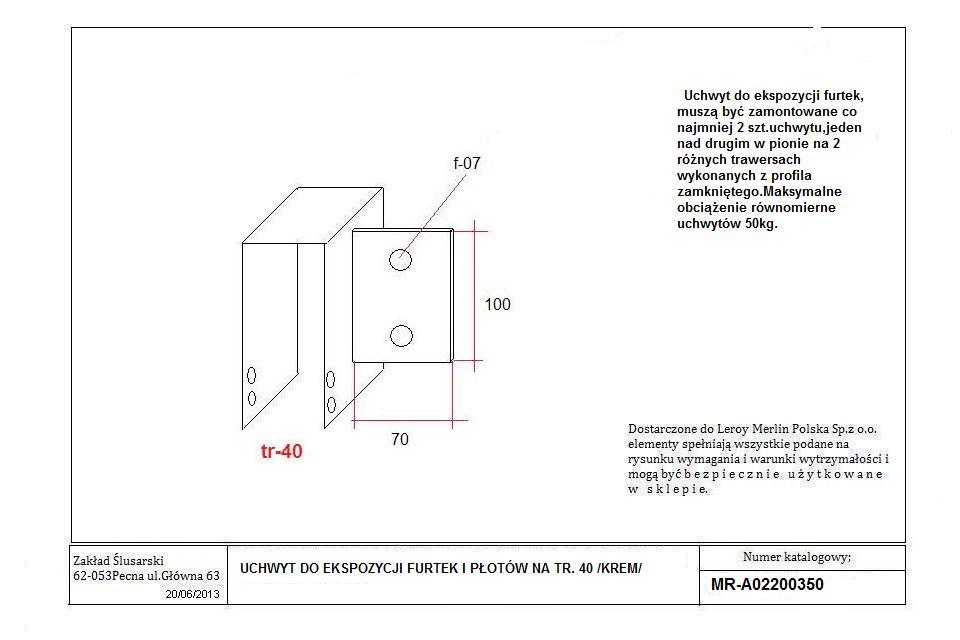 Uchwyt do ekspozycji furtek,
muszą być zamontowane co
najmniej 2 szt.uchwytu,jeden
nad drugim w pionie na 2
różnych trawersach
wykonanych z profila
zamkniętego.Maksymalne
obciążenie równomierne
uchwytów 50kg.
f-07
100
70
tr-40
Dostarczone do Leroy Merlin Polska Sp.z o.o.
elementy spełniają wszystkie podane na
rysunku wymagania i warunki wytrzymałości i
mogą być b e z p i e c z n i e u ż y t k o w a n e
w s k l e p i e.
Zakład Ślusarski
62-053Pecna ul.Główna 63
20/06/2013
UCHWYT DO EKSPOZYCJI FURTEK I PŁOTÓW NA TR. 40 /KREM/
Numer katalogowy;
MR-A02200350